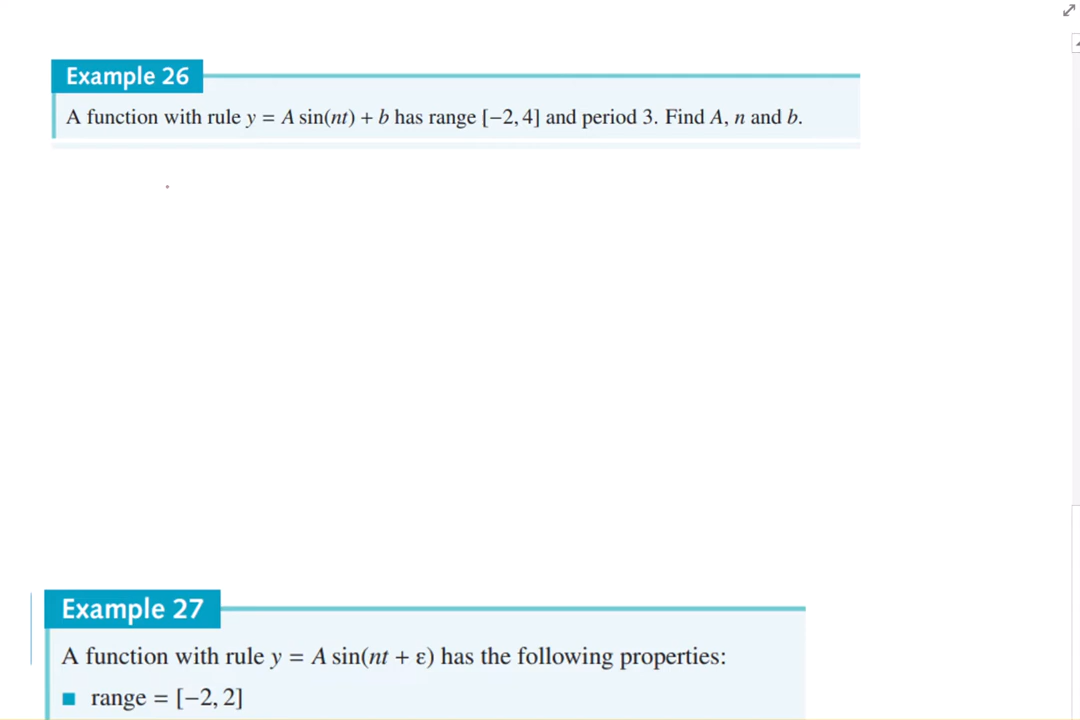 Example 26
A function with rule y = A sin(nt) + b has range [−2, 4] and period 3. Find A, n and b.
Example 27
A function with rule y = A sin(nt + ε) has the following properties:
■ range = [−2, 2]